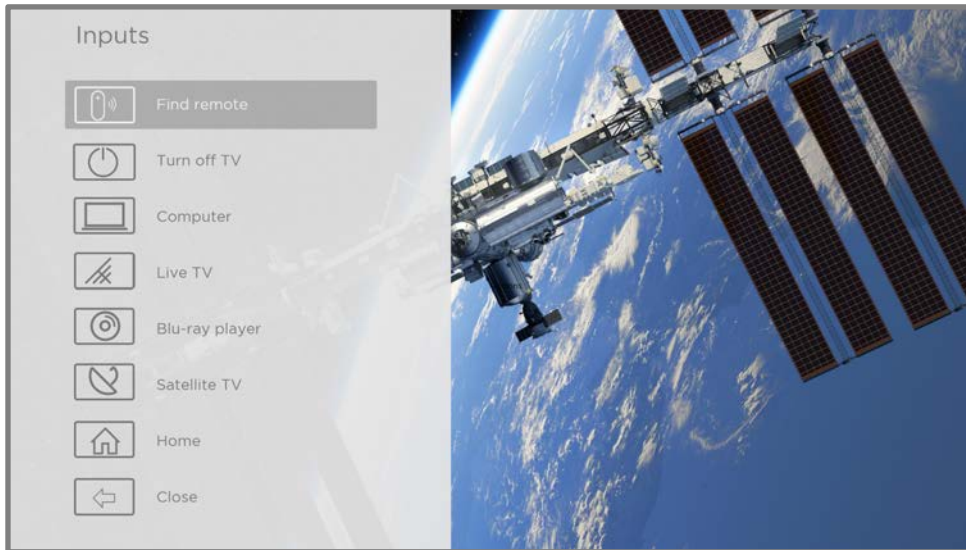 Inputs
Find remote
Turn off TV
Computer
Live TV
Blu-ray player
Satellite TV
Home
Close